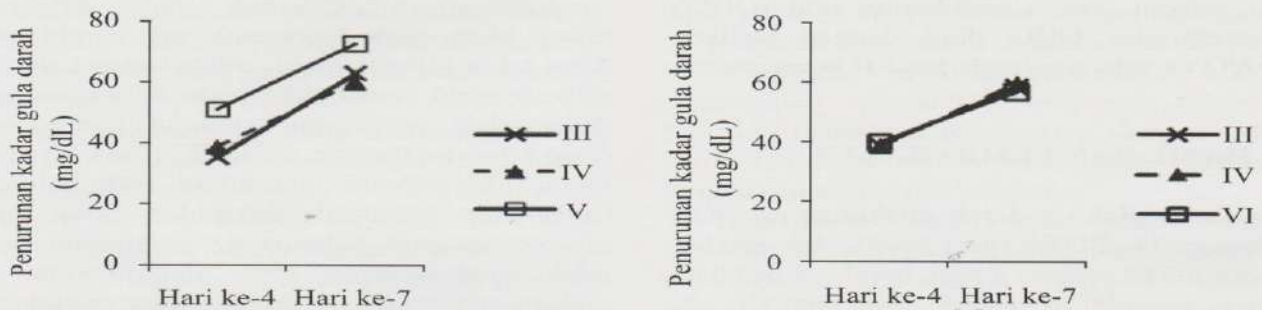 Penurunan kadar gula darah
(mg/dL)
80
60
40
20
0
Hari ke-4 Hari ke-7
III
IV
V
Penurunan kadar gula darah
(mg/dL)
80
60
40
20
0
Hari ke-4 Hari ke-7
III
IV
VI